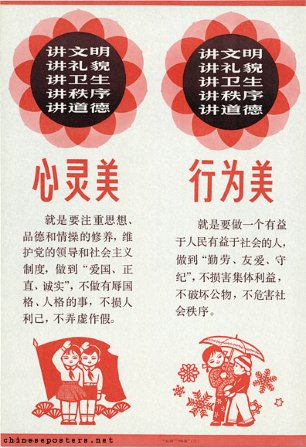 讲文明
讲礼貌
讲卫生
讲秩序
讲道德
心灵美
就是要注重思想、
品德和情操的修养，维
护党的领导和社会主义
制度，做到“爱国、正
直、诚实”，不做有辱国
格、人格的事，不损人
利己，不弄虚作假。
讲文明
讲礼貌
讲卫生
讲秩序
讲道德
行为美
就是要做一个有益
于人民有益于社会的人，
做到“勤劳、友爱、守
纪”，不损害集体利益，
不破坏公物，不危害社
会秩序。
chineseposters.net